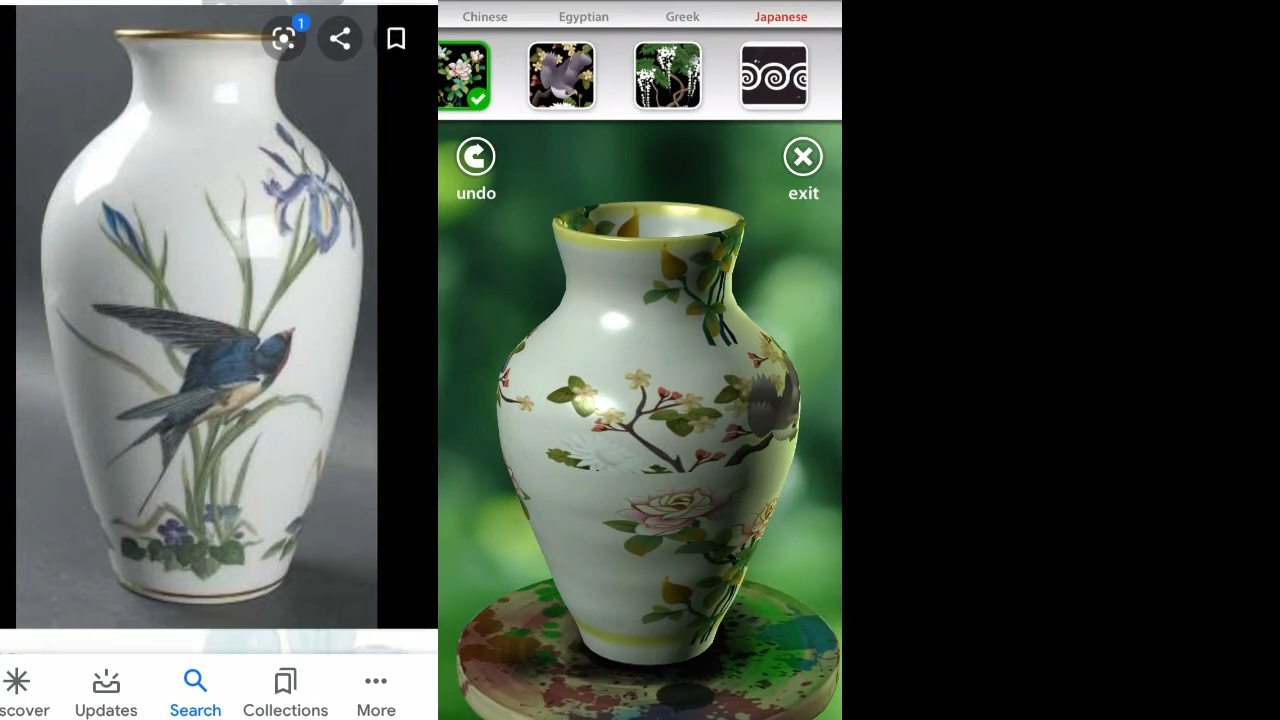 1
scover
Updates
Search
Collections
More
Chinese
Egyptian
Greek
Japanese
undo
exit